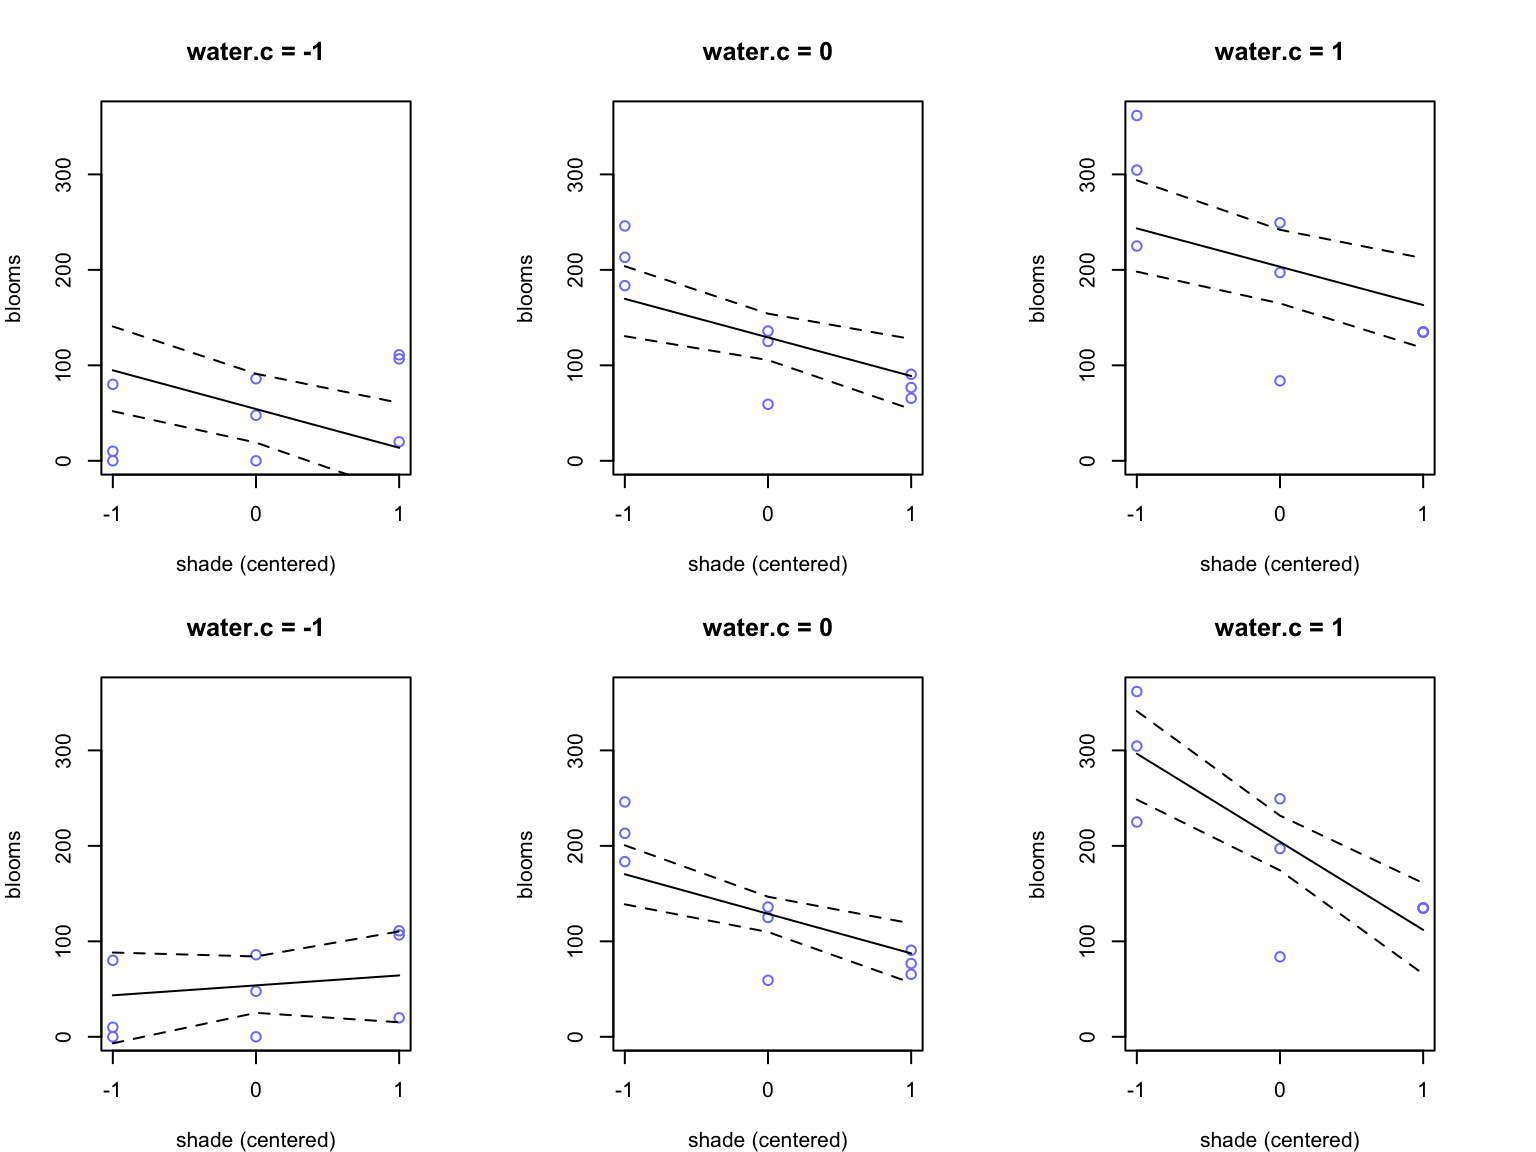 water.c = -1
blooms
300
200
100
0
-1 0 1
shade (centered)
water.c = 0
blooms
300
200
100
0
-1 0 1
shade (centered)
water.c = 1
blooms
300
200
100
0
-1 0 1
shade (centered)
water.c = -1
blooms
300
200
100
0
-1 0 1
shade (centered)
water.c = 0
blooms
300
200
100
0
-1 0 1
shade (centered)
water.c = 1
blooms
300
200
100
0
-1 0 1
shade (centered)